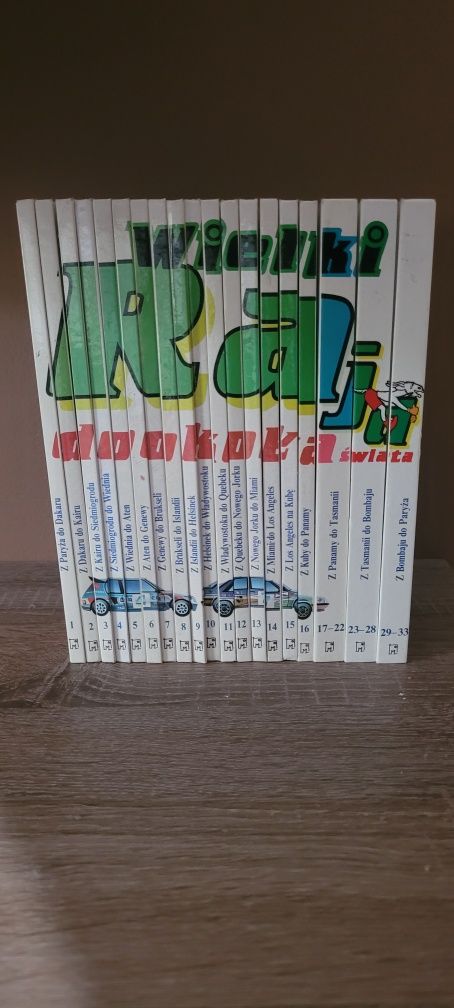 Wielki
Rajd
dookoła
świata
Z Paryża do Dakaru
1
Z Dakaru do Kairu
2
Z Kairu do Siedmiogrodu
3
Z Siedmiogrodu do Wiednia
4
Z Wiednia do Aten
5
Z Aten do Genewy
6
Z Genewy do Brukseli
7
Z Brukseli do Islandii
8
Z Islandii do Helsinek
9
Z Helsinek do Władywostoku
10
Z Władywostoku do Quebeku
11
Z Quebeku do Nowego Jorku
12
Z Nowego Jorku do Miami
13
Z Miami do Los Angeles
14
Z Los Angeles na Kubę
15
Z Kuby do Panamy
16
Z Panamy do Tasmanii
17–22
Z Tasmanii do Bombaju
23–28
Z Bombaju do Paryża
29–33